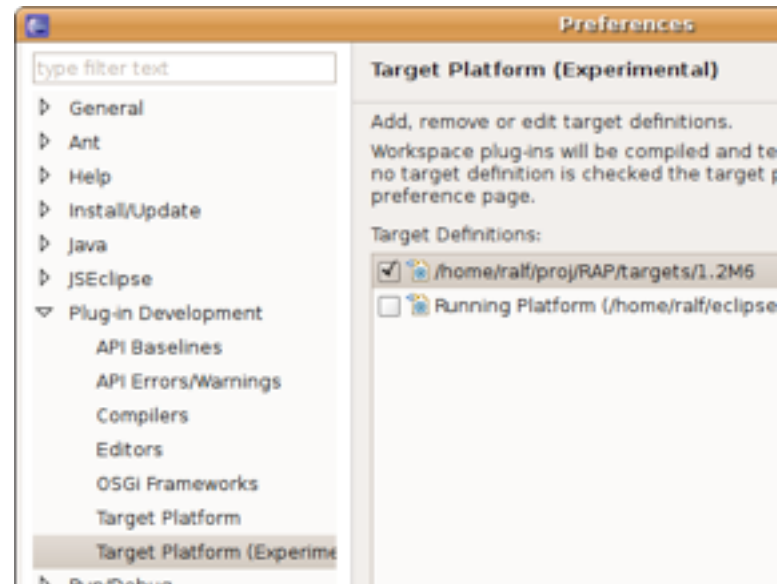 Preferences
type filter text
General
Ant
Help
Install/Update
Java
JSEclipse
Plug-in Development
API Baselines
API Errors/Warnings
Compilers
Editors
OSGi Frameworks
Target Platform
Target Platform (Experime
Run/Debug
Target Platform (Experimental)
Add, remove or edit target definitions.
Workspace plug-ins will be compiled and te
no target definition is checked the target p
preference page.
Target Definitions:
/home/ralf/proj/RAP/targets/1.2M6
Running Platform (/home/ralf/eclipse